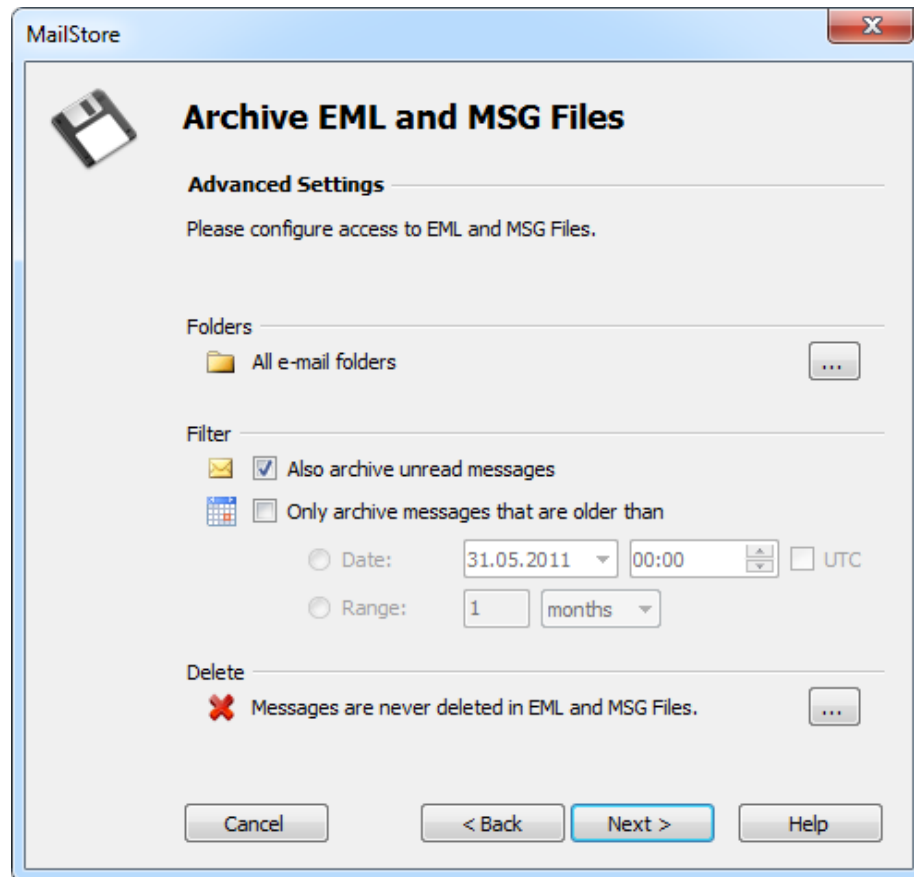 MailStore
Archive EML and MSG Files
Advanced Settings
Please configure access to EML and MSG Files.
Folders
All e-mail folders
...
Filter
Also archive unread messages
Only archive messages that are older than
Date: 31.05.2011 00:00 UTC
Range: 1 months
Delete
Messages are never deleted in EML and MSG Files.
...
Cancel < Back Next > Help